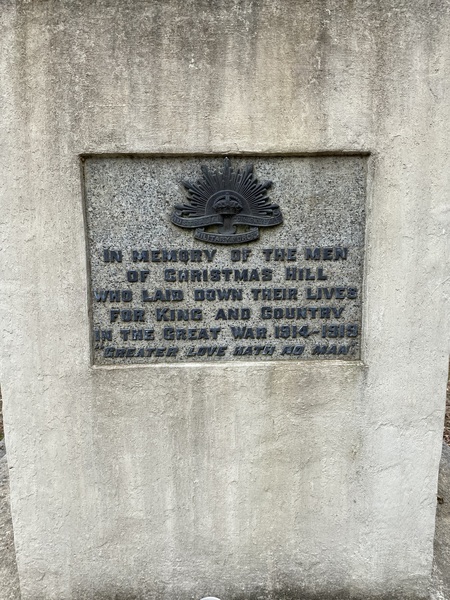 IN MEMORY OF THE MEN
OF CHRISTMAS HILL
WHO LAID DOWN THEIR LIVES
FOR KING AND COUNTRY
IN THE GREAT WAR 1914-1919
GREATER LOVE HATH NO MAN